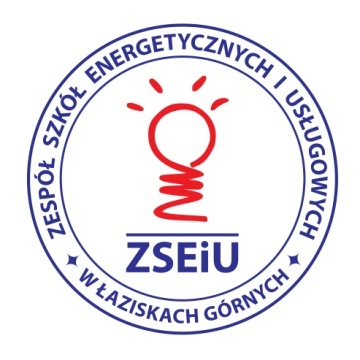 ZESPÓŁ SZKÓŁ ENERGETYCZNYCH I USŁUGOWYCH
ZSEiU
W ŁAZISKACH GÓRNYCH